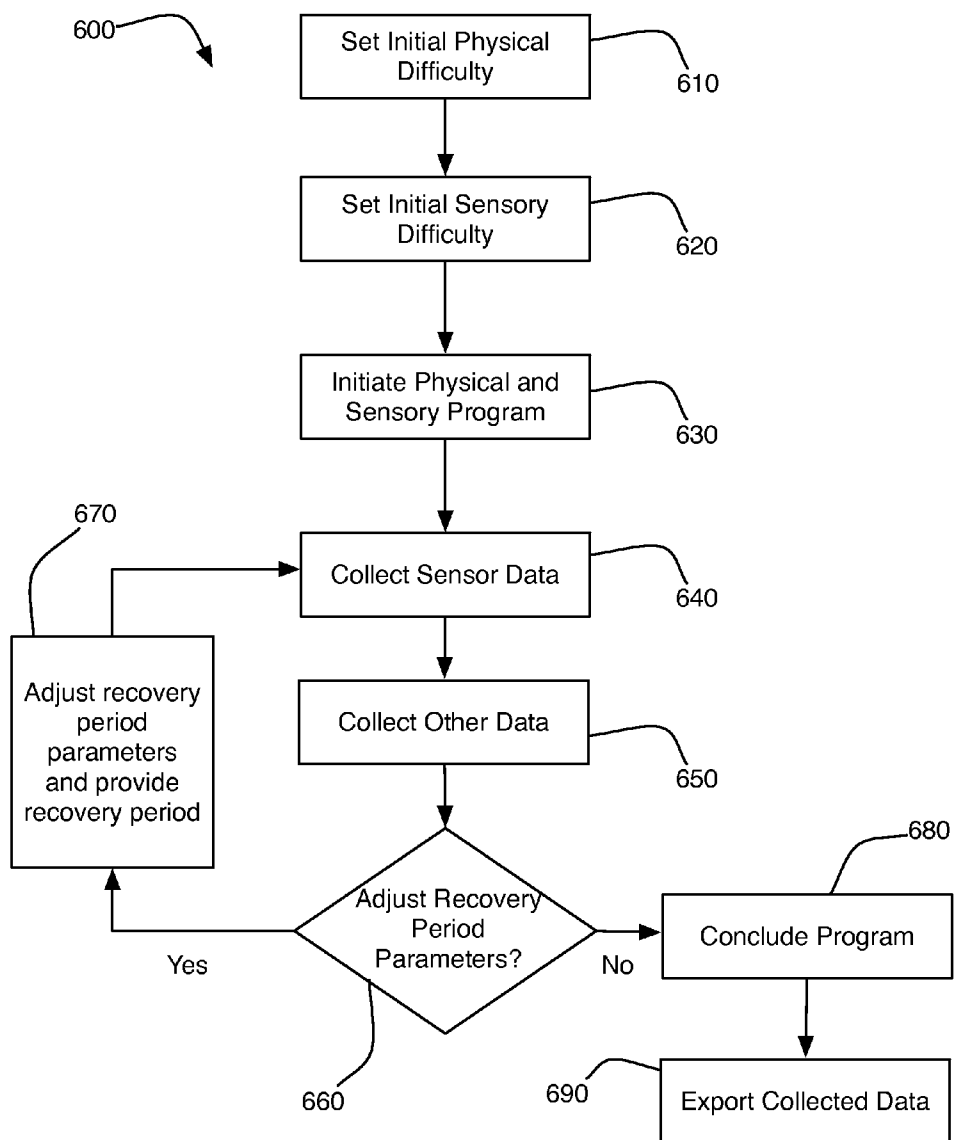 600
Set Initial Physical
Difficulty
610
Set Initial Sensory
Difficulty
620
Initiate Physical and
Sensory Program
630
670
Collect Sensor Data
640
Adjust recovery
period
parameters
and provide
recovery period
Collect Other Data
650
680
Adjust Recovery
Period
Parameters?
Yes
No
Conclude Program
660
690
Export Collected Data